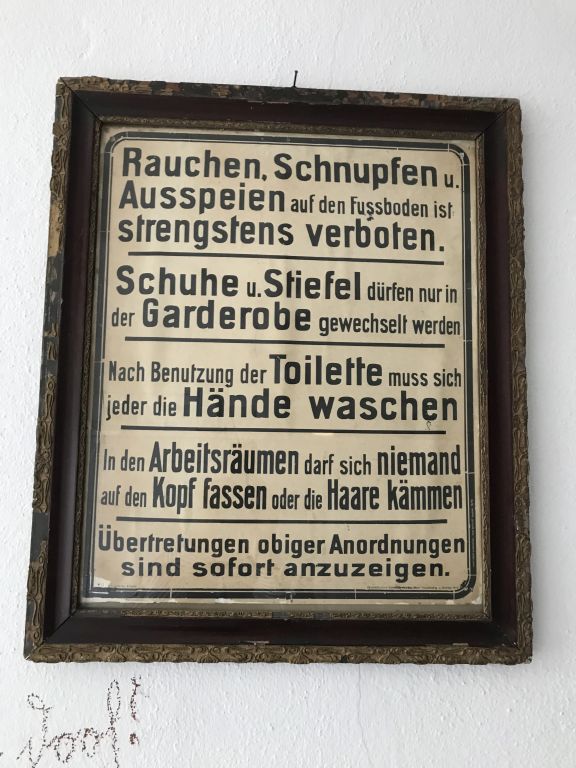 Rauchen, Schnupfen u.
Ausspeien auf den Fussboden ist
strengstens verboten.
Schuhe u. Stiefel dürfen nur in
der Garderobe gewechselt werden
Nach Benutzung der Toilette muss sich
jeder die Hände waschen
In den Arbeitsräumen darf sich niemand
auf den Kopf fassen oder die Haare kämmen
Übertretungen obiger Anordnungen
sind sofort anzuzeigen.
Doof!